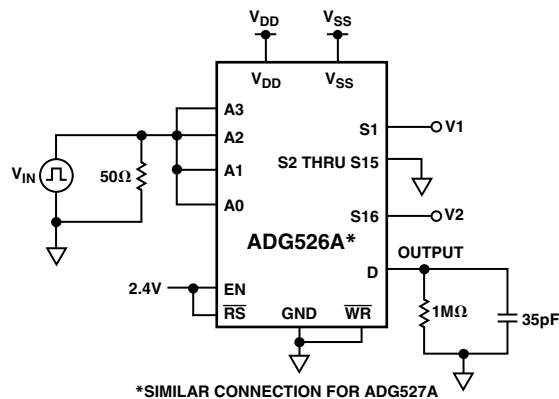 VDD
VSS
VDD
VSS
A3
A2
A1
A0
S1
V1
S2 THRU S15
S16
V2
VIN
50Ω
ADG526A*
OUTPUT
D
2.4V
EN
RS
GND
WR
1MΩ
35pF
*SIMILAR CONNECTION FOR ADG527A